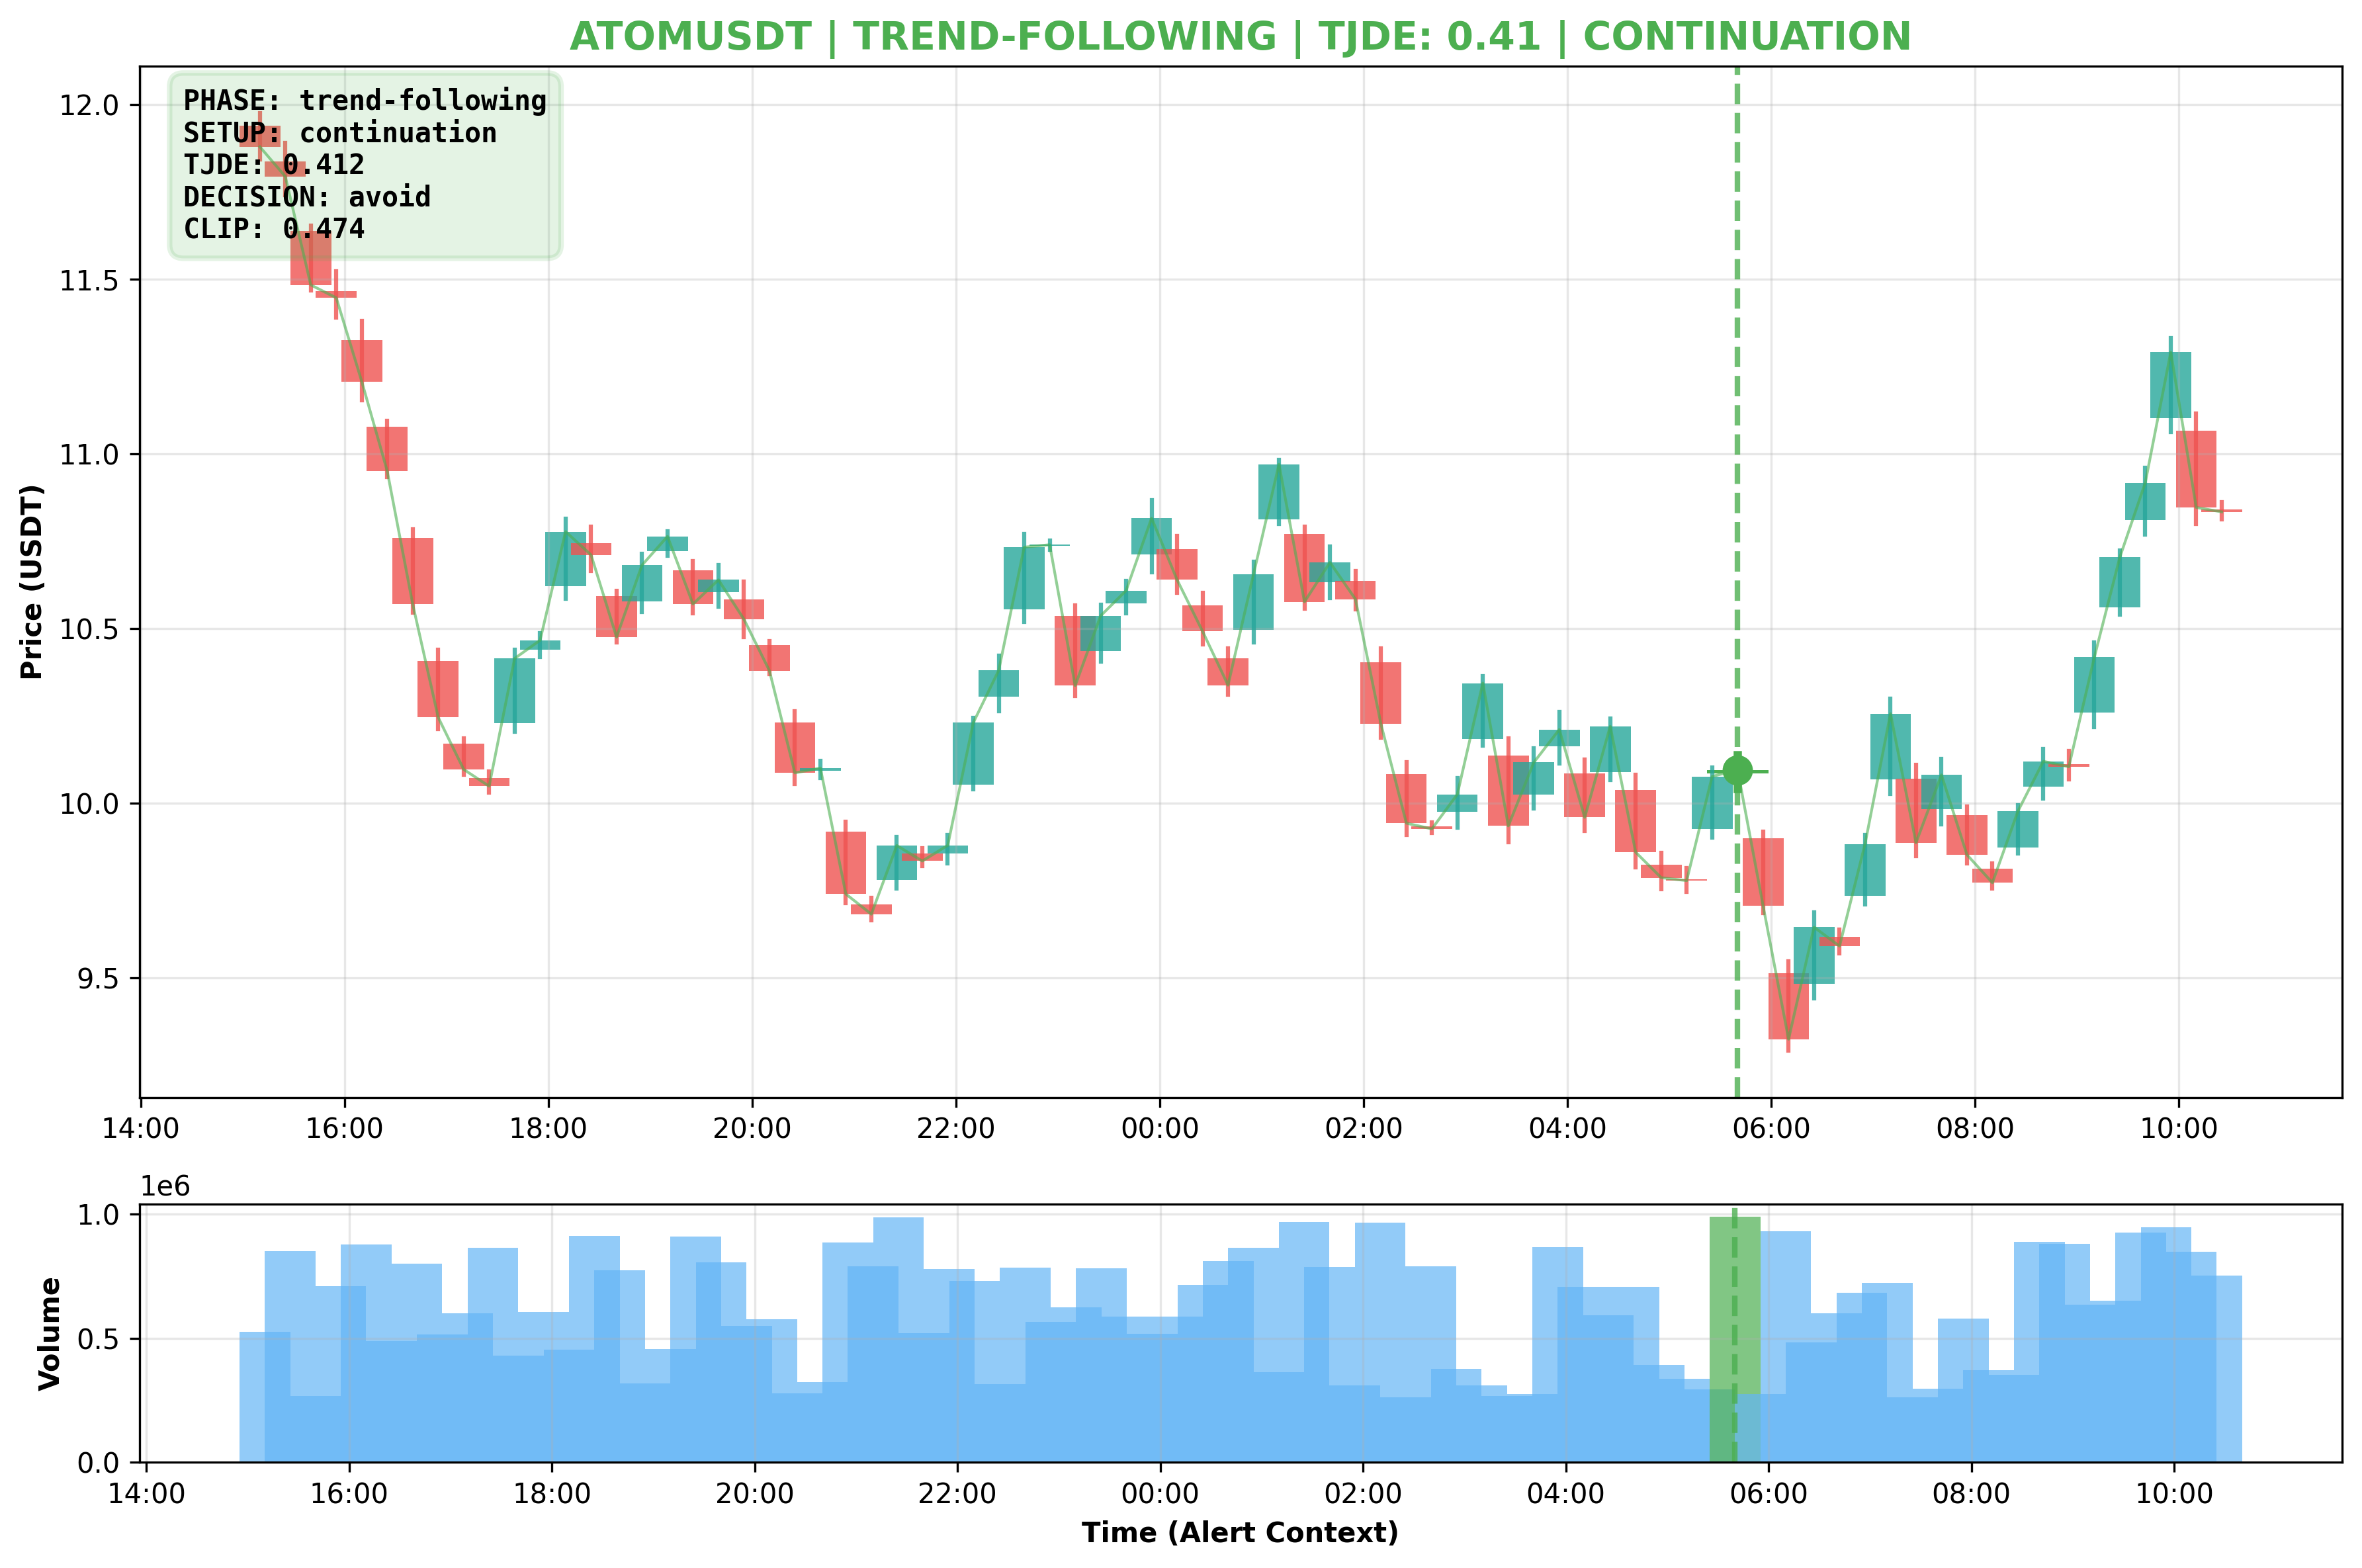 ATOMUSDT | TREND-FOLLOWING | TJDE: 0.41 | CONTINUATION
PHASE: trend-following
SETUP: continuation
TJDE: 0.412
DECISION: avoid
CLIP: 0.474
Price (USDT)
12.0
11.5
11.0
10.5
10.0
9.5
14:00 16:00 18:00 20:00 22:00 00:00 02:00 04:00 06:00 08:00 10:00
1e6
Volume
1.0
0.5
0.0
14:00 16:00 18:00 20:00 22:00 00:00 02:00 04:00 06:00 08:00 10:00
Time (Alert Context)